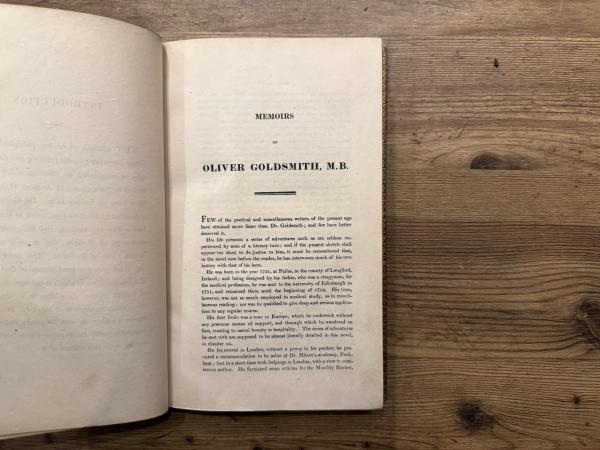 MEMOIRS
OF
OLIVER GOLDSMITH, M.B.
FEW of the poetical and miscellaneous writers of the present age
have attained more fame than Dr. Goldsmith; and few have better
deserved it.
His life presents a series of adventures such as are seldom ex-
perienced by men of a literary turn; and if the present sketch shall
appear too short to do justice to him, it must be remembered that,
in the novel now before the reader, he has interwoven much of his own
history with that of his hero.
He was born in the year at Pallas, in the county of Longford,
Ireland; and being designed by his father, who was a clergyman, for
the medical profession, he was sent to the university of Edinburgh in
1751, and remained there until the beginning of 1754. His time,
however, was not so much employed in medical study, as in miscel-
laneous reading; nor was he qualified to give deep and serious applica-
tion to any regular course.
His first frolic was a tour in Europe, which he undertook without
any previous means of support, and through which he wandered on
foot, trusting to casual bounty or hospitality. The series of adventures
he met with are supposed to be almost literally detailed in this novel,
in chapter
On his arrival in London, without a penny in his pocket, he pro-
cured a recommendation to be usher at Dr. Milner's academy, Peck-
ham; but in a short time took lodgings in London, with a view to com-
mence author. He furnished some articles for the Monthly Review,